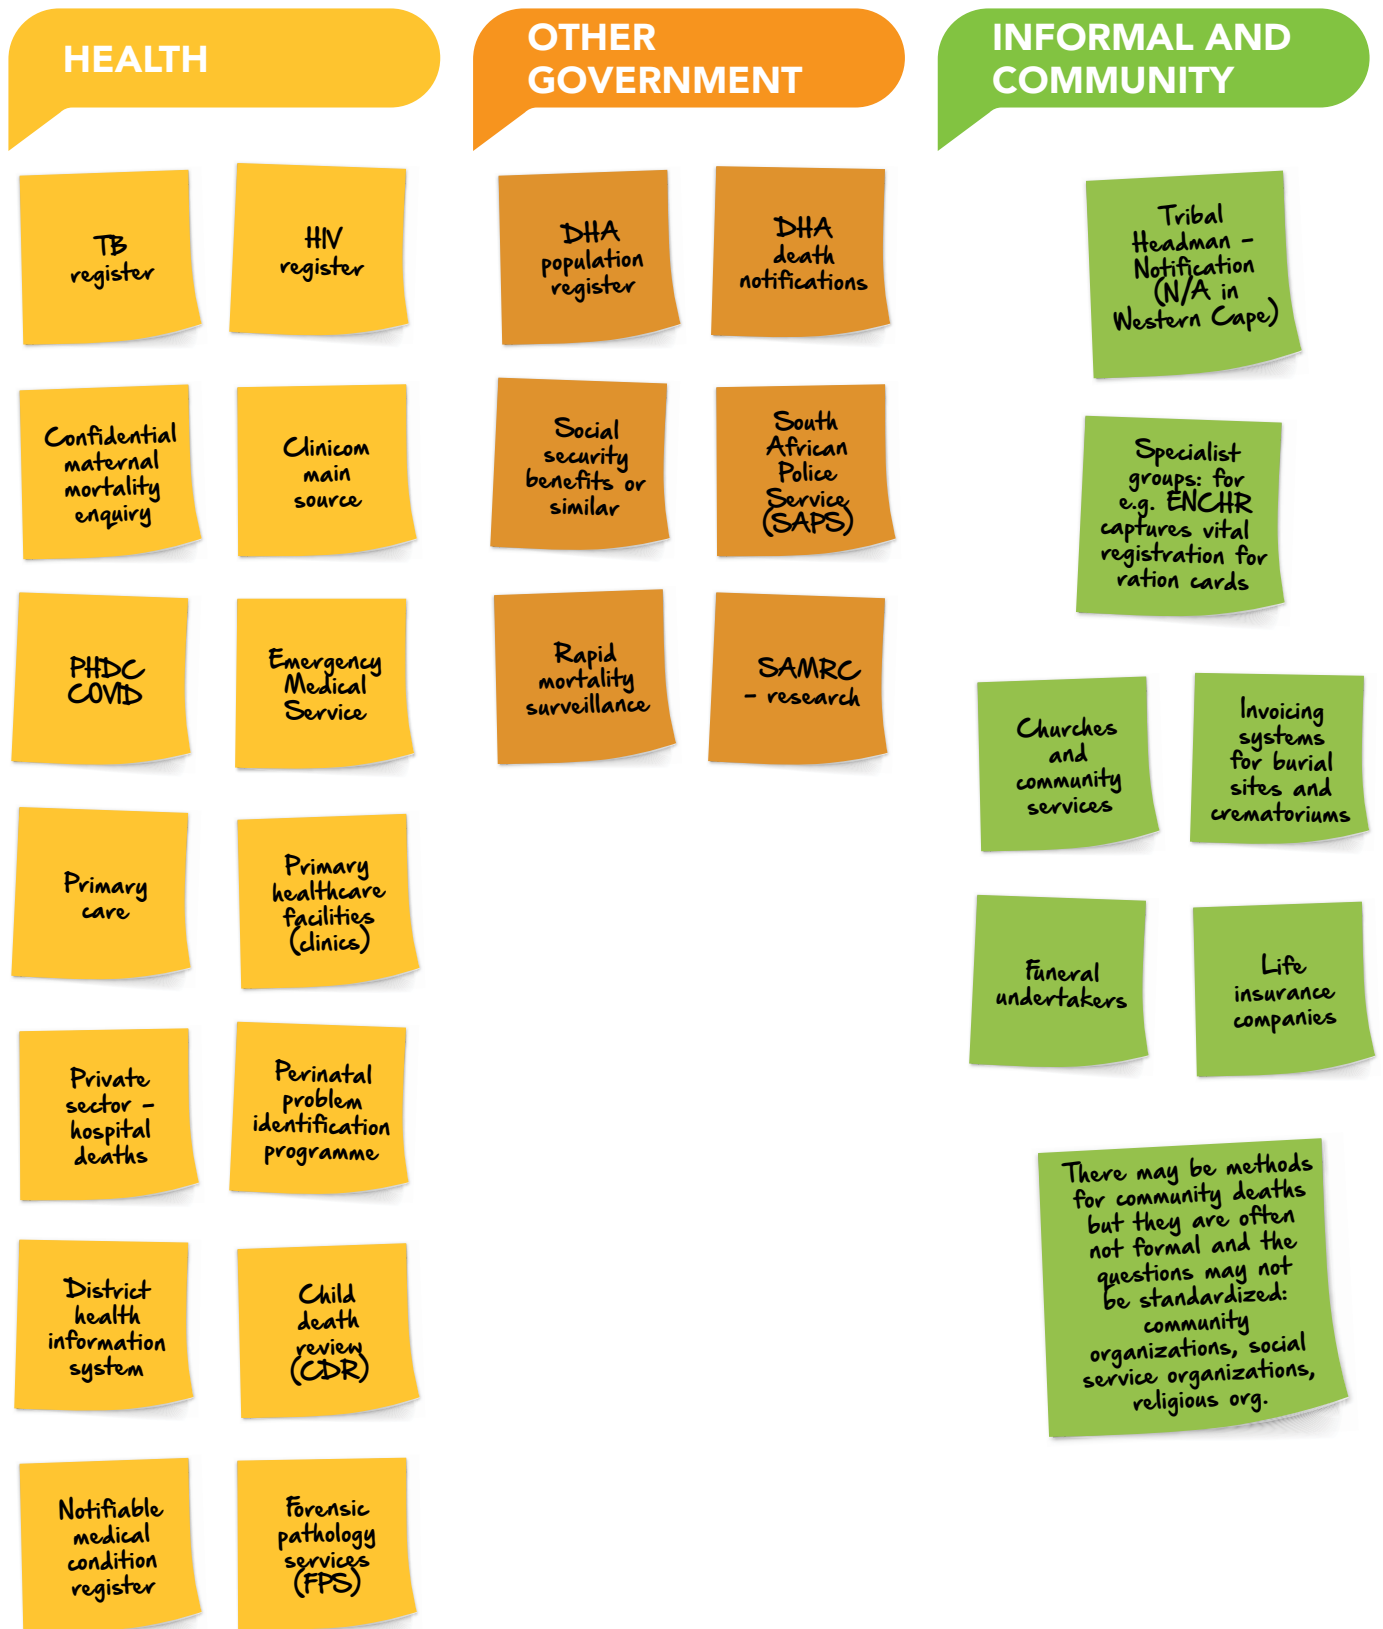 HEALTH
TB
register
HIV
register
Confidential
maternal
mortality
enquiry
Clinicom
main
source
PHDC
COVID
Emergency
Medical
Service
Primary
care
Primary
healthcare
facilities
(clinics)
Private
sector –
hospital
deaths
Perinatal
problem
identification
programme
District
health
information
system
Child
death
review
(CDR)
Notifiable
medical
condition
register
Forensic
pathology
services
(FPS)
OTHER
GOVERNMENT
DHA
population
register
DHA
death
notifications
Social
security
benefits or
similar
South
African
Police
Service
(SAPS)
Rapid
mortality
surveillance
SAMRC
– research
INFORMAL AND
COMMUNITY
Tribal
Headman –
Notification
(N/A in
Western Cape)
Specialist
groups: for
e.g. ENCHR
captures vital
registration for
ration cards
Churches
and
community
services
Invoicing
systems
for burial
sites and
crematoriums
Funeral
undertakers
Life
insurance
companies
There may be methods
for community deaths
but they are often
not formal and the
questions may not
be standardized:
community
organizations, social
service organizations,
religious org.